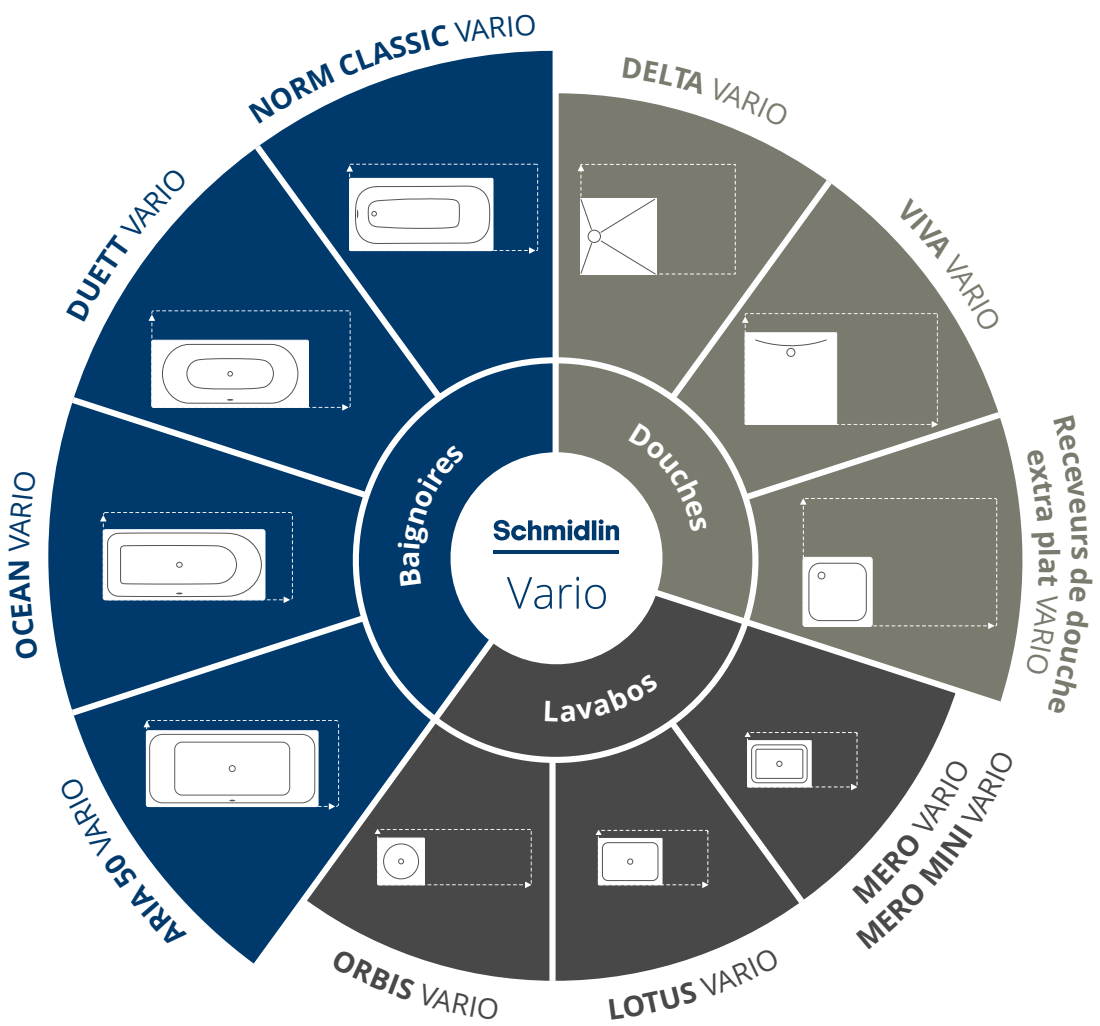 NORM CLASSIC VARIO
DELTA VARIO
DUETT VARIO
VIVA VARIO
OCEAN VARIO
Receveurs de douche
extra plat VARIO
Baignoires
Douches
Schmidlin
Vario
Lavabos
ARIA 50 VARIO
MERO VARIO
MERO MINI VARIO
ORBIS VARIO
LOTUS VARIO